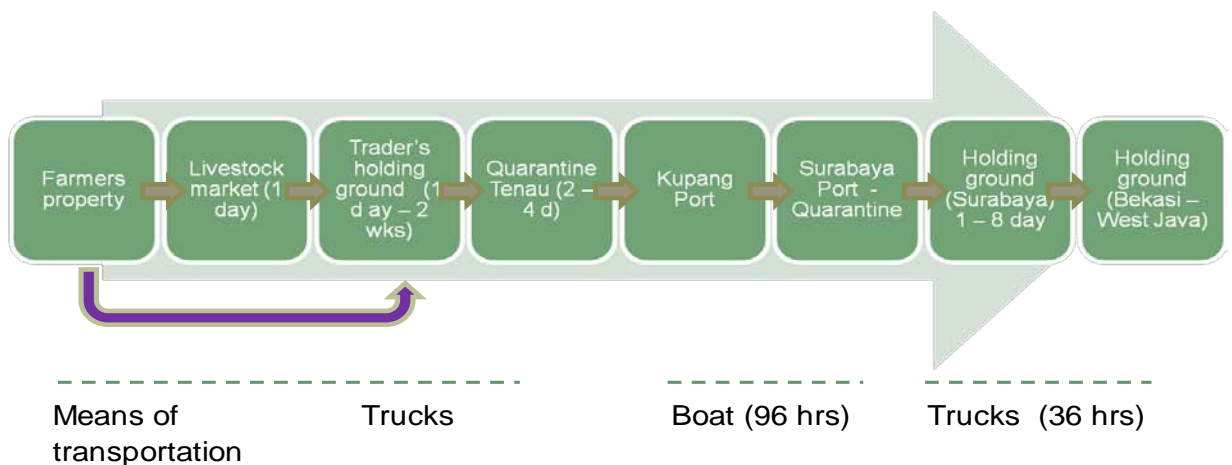 Farmers
property
Livestock
market (1
day)
Trader's
holding
ground (1
d ay – 2
wks)
Quarantine
Tenau (2 –
4 d)
Kupang
Port
Surabaya
Port -
Quarantine
Holding
ground
(Surabaya)
1 – 8 day
Holding
ground
(Bekasi –
West Java)
Means of
transportation
Trucks
Boat (96 hrs)
Trucks (36 hrs)